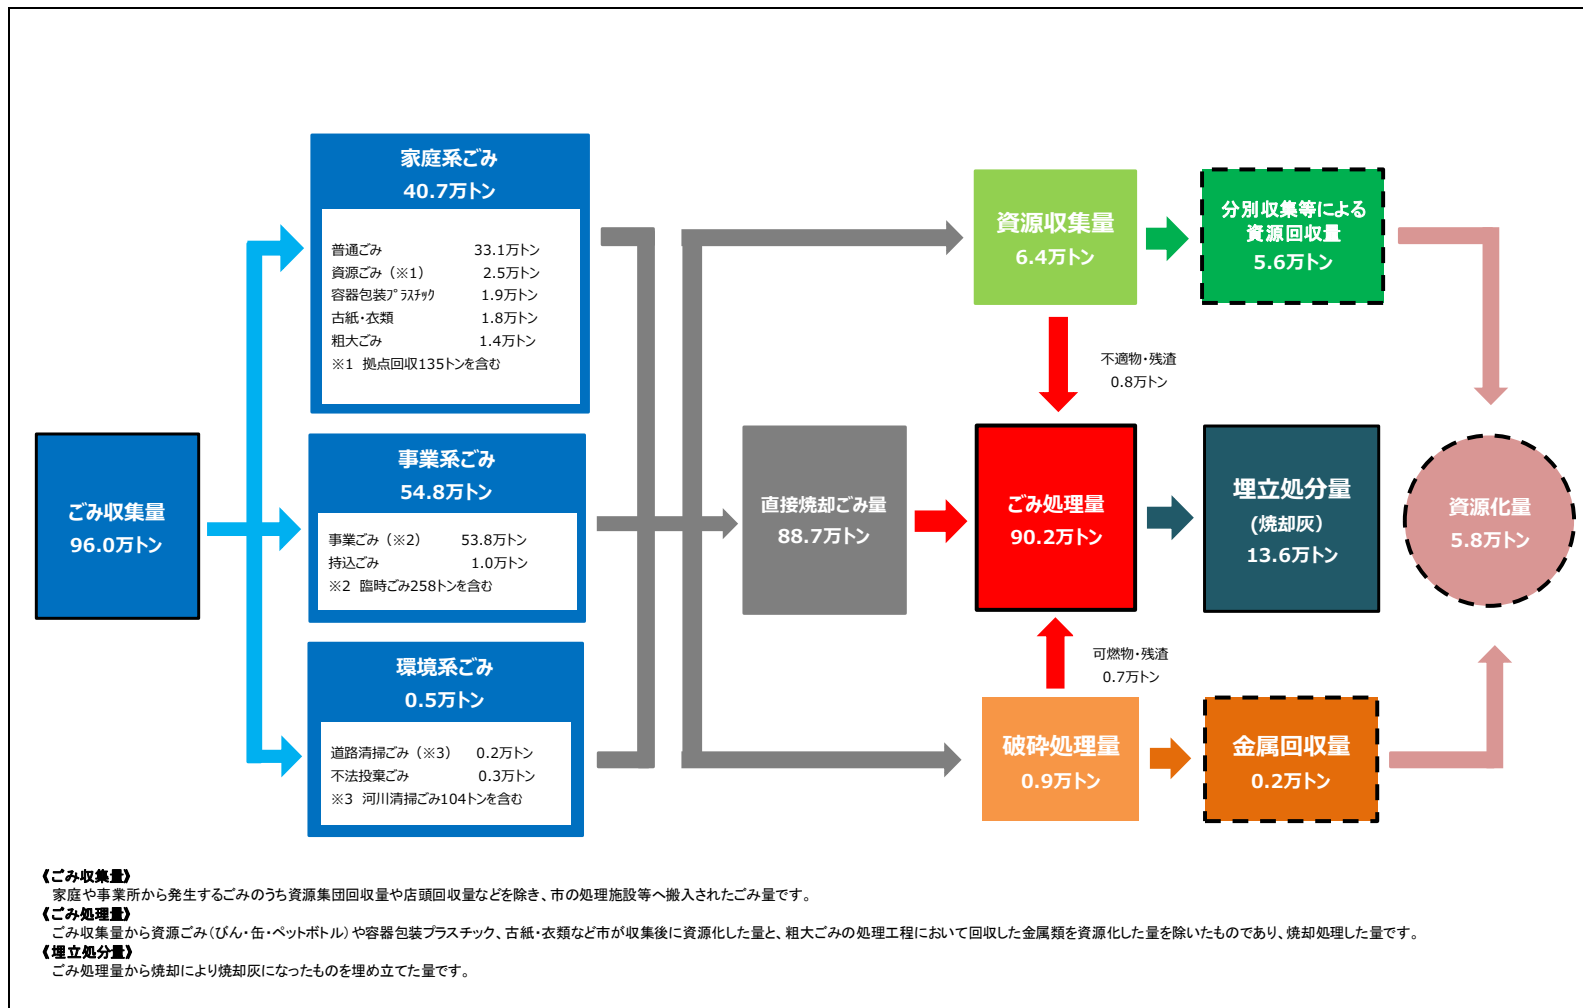 家庭系ごみ
40.7万トン
普通ごみ 33.1万トン
資源ごみ（※1） 2.5万トン
容器包装ﾌﾟﾗｽﾁｯｸ 1.9万トン
古紙・衣類 1.8万トン
粗大ごみ 1.4万トン
※1 拠点回収135トンを含む
ごみ収集量
96.0万トン
事業系ごみ
54.8万トン
事業ごみ（※2） 53.8万トン
持込ごみ 1.0万トン
※2 臨時ごみ258トンを含む
環境系ごみ
0.5万トン
道路清掃ごみ（※3） 0.2万トン
不法投棄ごみ 0.3万トン
※3 河川清掃ごみ104トンを含む
直接焼却ごみ量
88.7万トン
資源収集量
6.4万トン
不適物・残渣
0.8万トン
ごみ処理量
90.2万トン
可燃物・残渣
0.7万トン
破砕処理量
0.9万トン
分別収集等による
資源回収量
5.6万トン
埋立処分量
(焼却灰）
13.6万トン
金属回収量
0.2万トン
資源化量
5.8万トン
《ごみ収集量》
家庭や事業所から発生するごみのうち資源集団回収量や店頭回収量などを除き、市の処理施設等へ搬入されたごみ量です。
《ごみ処理量》
ごみ収集量から資源ごみ（びん・缶・ペットボトル）や容器包装プラスチック、古紙・衣類など市が収集後に資源化した量と、粗大ごみの処理工程において回収した金属類を資源化した量を除いたものであり、焼却処理した量です。
《埋立処分量》
ごみ処理量から焼却により焼却灰になったものを埋め立てた量です。